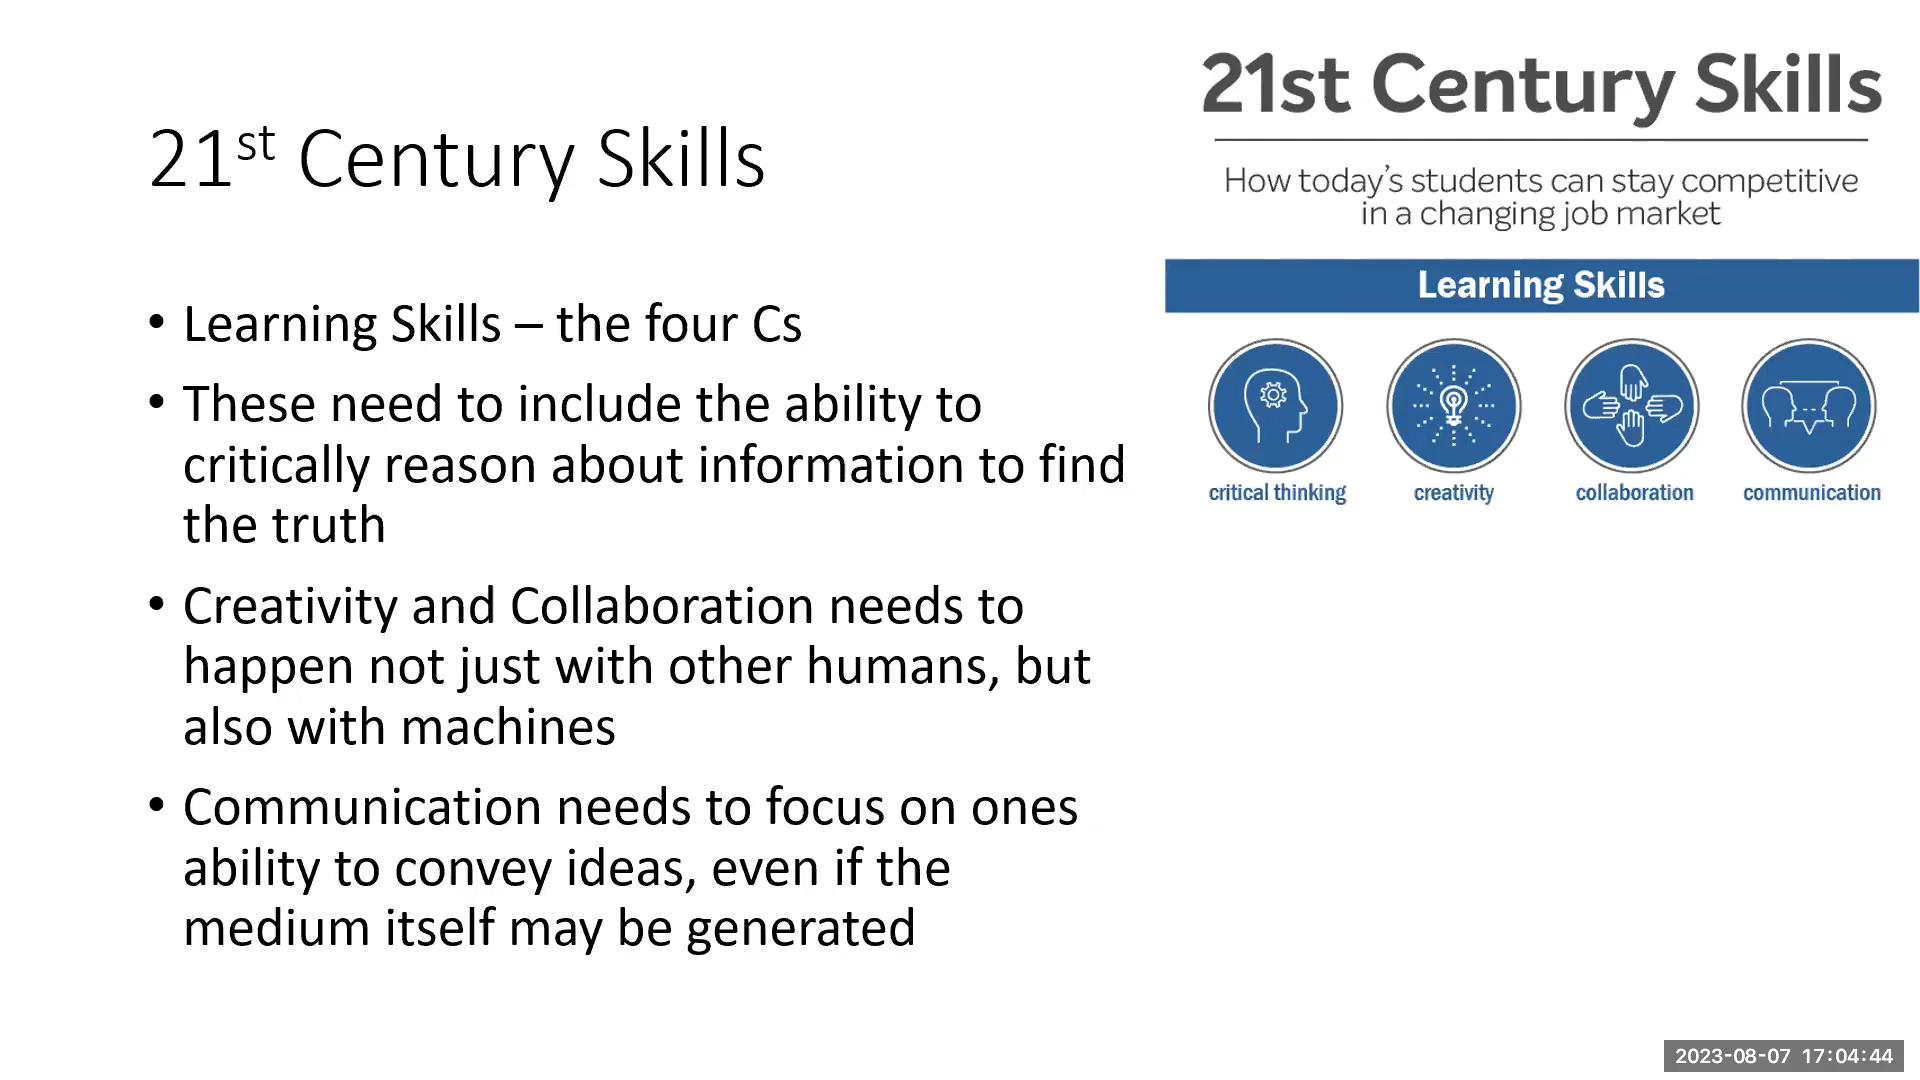 21st Century Skills
• Learning Skills – the four Cs
• These need to include the ability to
critically reason about information to find
the truth
• Creativity and Collaboration needs to
happen not just with other humans, but
also with machines
• Communication needs to focus on ones
ability to convey ideas, even if the
medium itself may be generated
21st Century Skills
How today’s students can stay competitive
in a changing job market
Learning Skills
critical thinking
creativity
collaboration
communication
2023-08-07 17:04:44